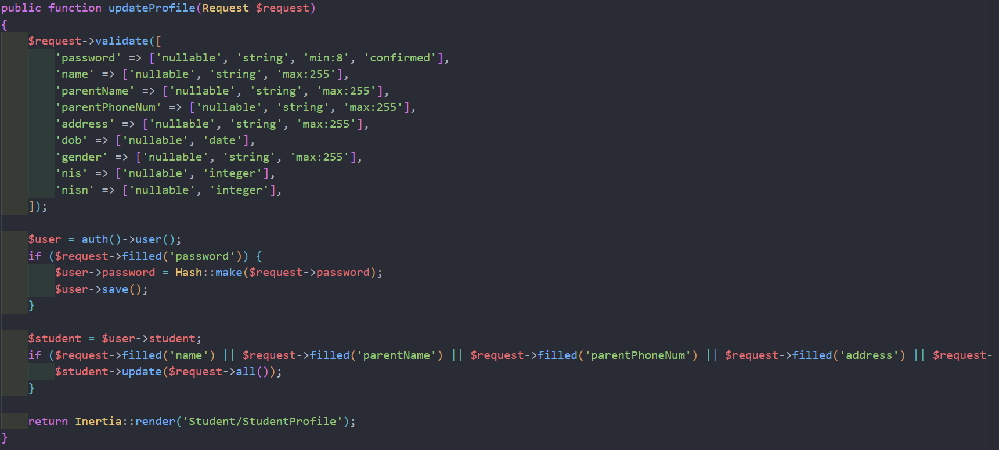 public function updateProfile(Request $request)
{
    $request->validate([
        'password' => ['nullable', 'string', 'min:8', 'confirmed'],
        'name' => ['nullable', 'string', 'max:255'],
        'parentName' => ['nullable', 'string', 'max:255'],
        'parentPhoneNum' => ['nullable', 'string', 'max:255'],
        'address' => ['nullable', 'string', 'max:255'],
        'dob' => ['nullable', 'date'],
        'gender' => ['nullable', 'string', 'max:255'],
        'nis' => ['nullable', 'integer'],
        'nisn' => ['nullable', 'integer'],
    ]);
    $user = auth()->user();
    if ($request->filled('password')) {
        $user->password = Hash::make($request->password);
        $user->save();
    }
    $student = $user->student;
    if ($request->filled('name') || $request->filled('parentName') || $request->filled('parentPhoneNum') || $request->filled('address') || $request-
        $student->update($request->all());
    }
    return Inertia::render('Student/StudentProfile');
}